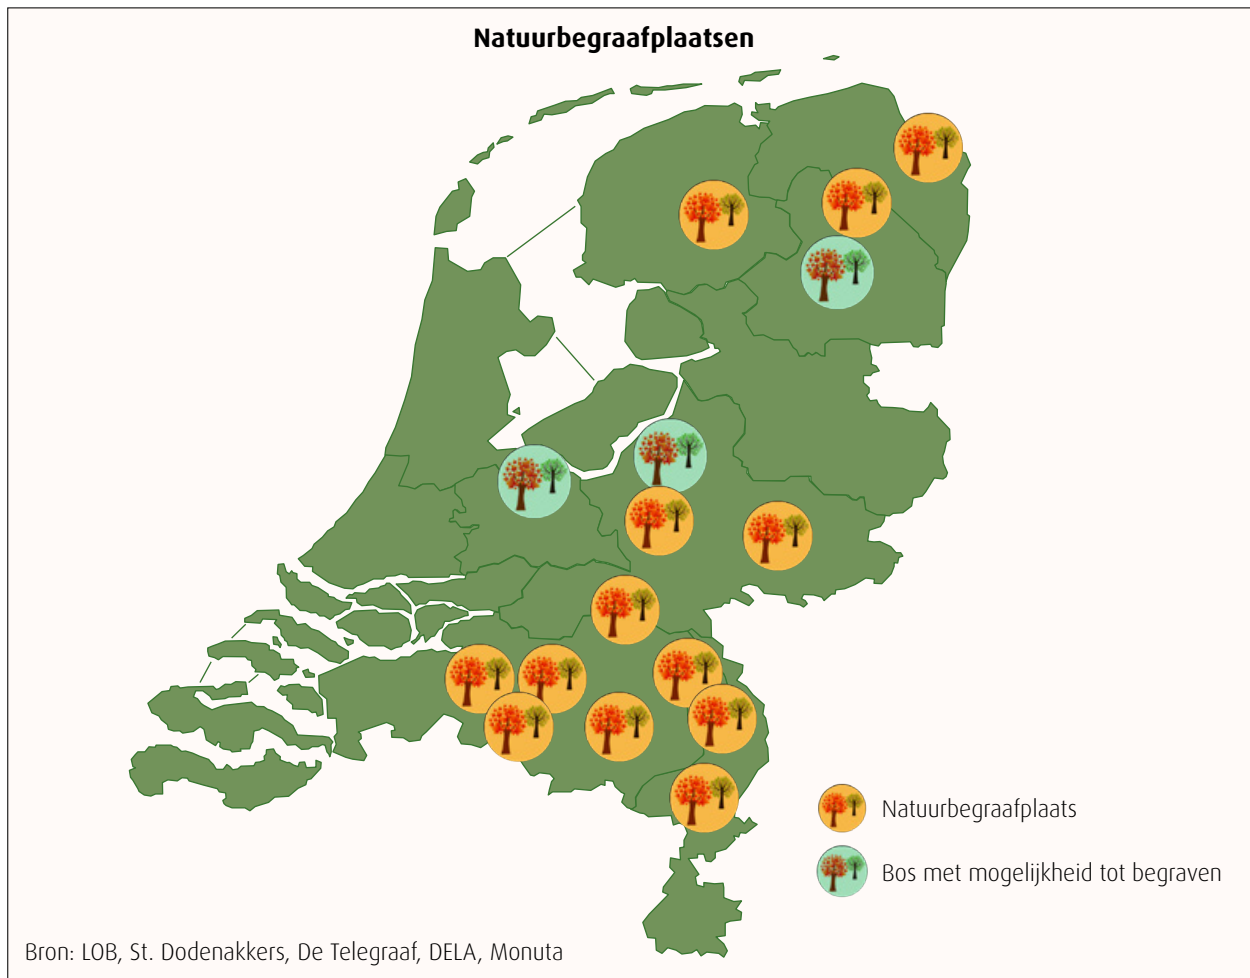 Natuurbegraafplaatsen
Natuurbegraafplaats
Bos met mogelijkheid tot begraven
Bron: LOB, St. Dodenakkers, De Telegraaf, DELA, Monuta